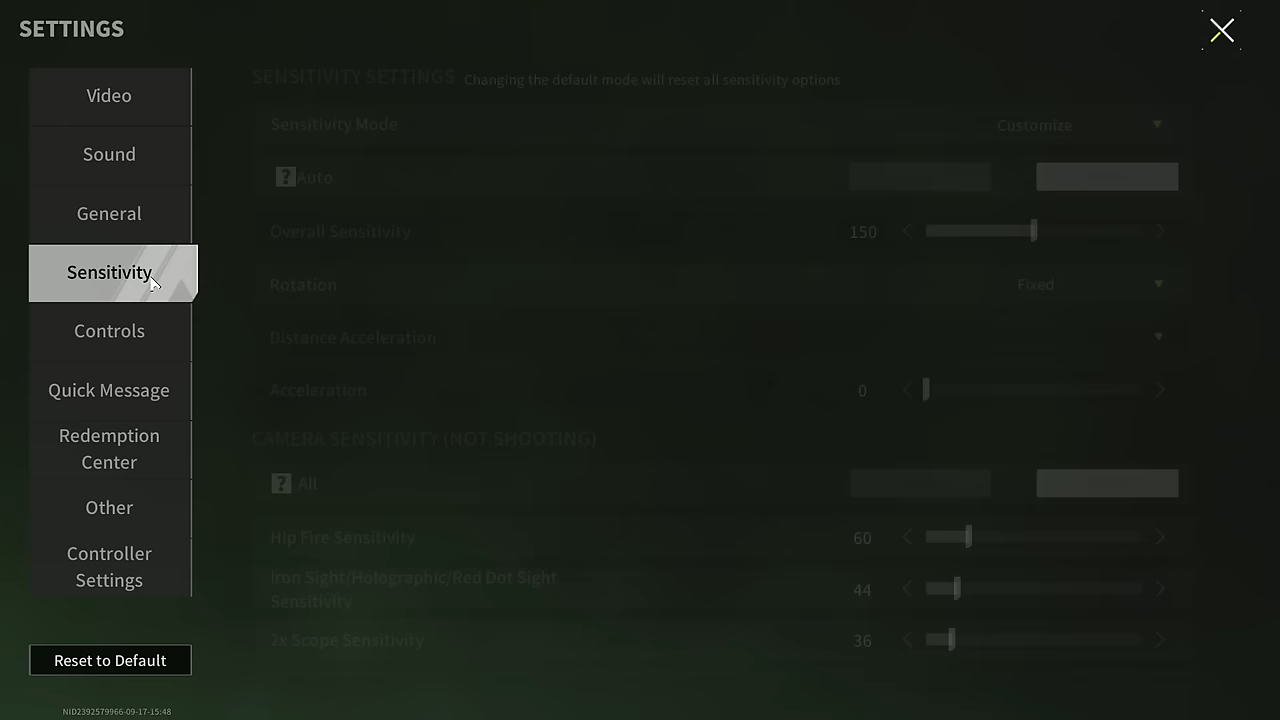 SETTINGS
Video
Sound
General
Sensitivity
Controls
Quick Message
Redemption
Center
Other
Controller
Settings
Reset to Default
NID2392579966-09-17-15:48
SENSITIVITY SETTINGS Changing the default mode will reset all sensitivity options
Sensitivity Mode Customize
? Auto
Overall Sensitivity 150
Rotation Fixed
Distance Acceleration
Acceleration 0
CAMERA SENSITIVITY (NOT SHOOTING)
? All
Hip Fire Sensitivity 60
Iron Sight/Holographic/Red Dot Sight
Sensitivity 44
2x Scope Sensitivity 36